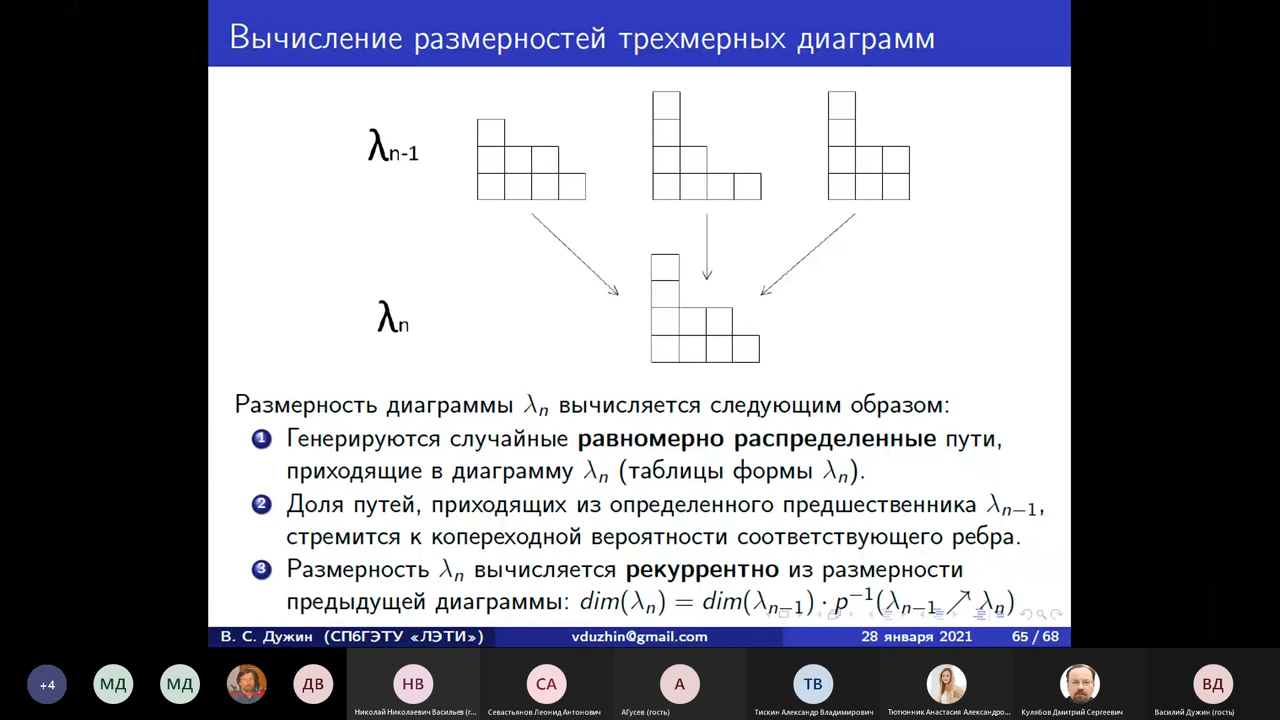 Вычисление размерностей трехмерных диаграмм
λn-1
λn
Размерность диаграммы λn вычисляется следующим образом:
1 Генерируются случайные равномерно распределенные пути,
приходящие в диаграмму λn (таблицы формы λn).
2 Доля путей, приходящих из определенного предшественника λn−1,
стремится к копереходной вероятности соответствующего ребра.
3 Размерность λn вычисляется рекуррентно из размерности
предыдущей диаграммы: dim(λn) = dim(λn−1) · p−1(λn−1 ↗ λn)
В. С. Дужин (СПбГЭТУ «ЛЭТИ») vduzhin@gmail.com 28 января 2021 65 / 68
+4 МД МД ДВ НВ СА А ТВ ВД
Николай Николаевич Васильев (г... Севастьянов Леонид Антонович АГусев (гость) Тискин Александр Владимирович Тютюнник Анастасия Александро... Кулябов Дмитрий Сергеевич Василий Дужин (гость)